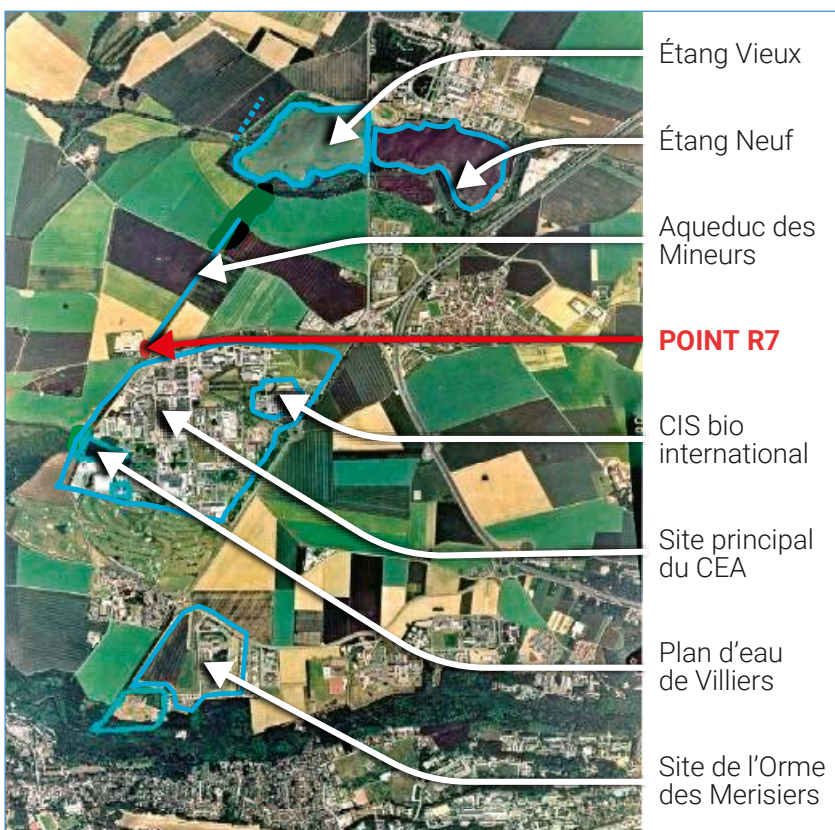 Étang Vieux
Étang Neuf
Aqueduc des
Mineurs
POINT R7
CIS bio
international
Site principal
du CEA
Plan d’eau
de Villiers
Site de l’Orme
des Merisiers